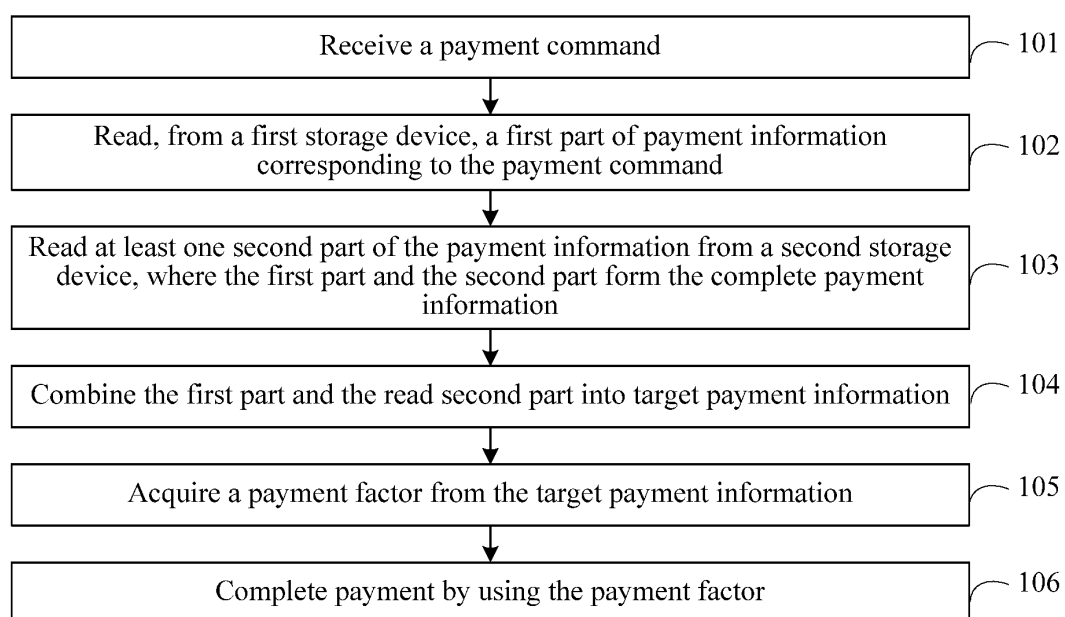 Receive a payment command
101
Read, from a first storage device, a first part of payment information
corresponding to the payment command
102
Read at least one second part of the payment information from a second storage
device, where the first part and the second part form the complete payment
information
103
Combine the first part and the read second part into target payment information
104
Acquire a payment factor from the target payment information
105
Complete payment by using the payment factor
106